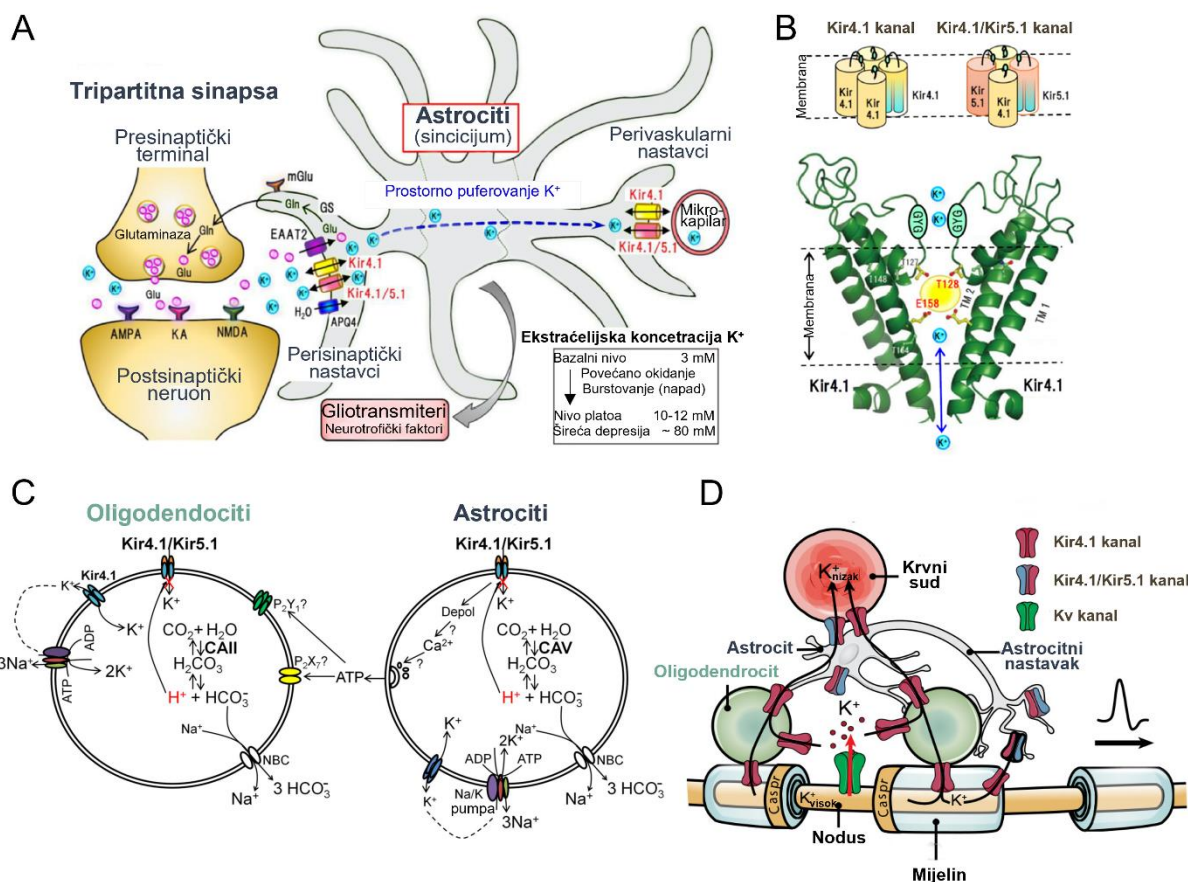 A
Tripartitna sinapsa
Presinaptički
terminal
Glutaminaza
Gln
Glu
mGlu
Gln
GS
Glu
EAAT2
K⁺
K⁺
K⁺
K⁺
Glu
Kir4.1
Kir4.1/5.1
H₂O
APQ4
AMPA
KA
NMDA
Postsinaptički
neruon
Perisinaptički
nastavci
Astrociti
(sincicijum)
Prostorno puferovanje K⁺
K⁺
K⁺
Perivaskularni
nastavci
Kir4.1
Kir4.1/5.1
Mikro-
kapilar
K⁺
Gliotransmiteri
Neurotrofički faktori
Ekstraćelijska koncetracija K⁺
Bazalni nivo 3 mM
Povećano okidanje
Burstovanje (napad)
Nivo platoa 10-12 mM
Šireća depresija ~ 80 mM
B
Kir4.1 kanal
Kir4.1/Kir5.1 kanal
Membrana
Kir
4.1
Kir
4.1
Kir4.1
Kir
5.1
Kir
4.1
Kir5.1
K⁺
K⁺
K⁺
GYG
GYG
Membrana
T127
T128
I148
E158
T164
TM 2
TM 1
K⁺
Kir4.1
Kir4.1
K⁺
C
Oligodendociti
Kir4.1/Kir5.1
Kir4.1
K⁺
K⁺
K⁺
P₂Y₁?
CO₂ + H₂O
CAII
H₂CO₃
H⁺ + HCO₃⁻
P₂X₇?
ADP
3Na⁺
2K⁺
ATP
Na⁺
NBC
Na⁺
3 HCO₃⁻
Astrociti
Kir4.1/Kir5.1
K⁺
Depol
?
Ca²⁺
?
ATP
CO₂ + H₂O
CAV
H₂CO₃
H⁺ + HCO₃⁻
K⁺
K⁺
2K⁺
ADP
ATP
Na/K
pumpa
3Na⁺
Na⁺
NBC
Na⁺
3 HCO₃⁻
D
K⁺nizak
Krvni
sud
Kir4.1 kanal
Kir4.1/Kir5.1 kanal
Kv kanal
Astrocit
Astrocitni
nastavak
Oligodendrocit
K⁺
Caspr
K⁺visok
Caspr
K⁺
Nodus
Mijelin